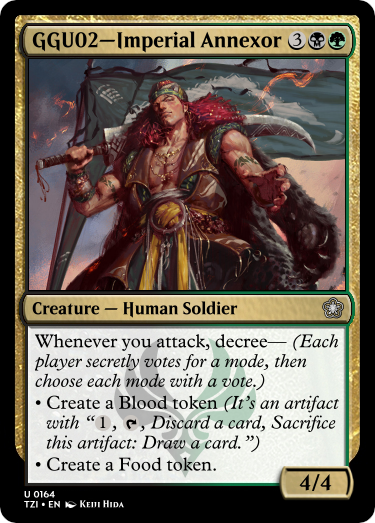 GGU02—Imperial Annexor 3
Creature — Human Soldier
Whenever you attack, decree— (Each
player secretly votes for a mode, then
choose each mode with a vote.)
• Create a Blood token (It's an artifact
with “1, , Discard a card, Sacrifice
this artifact: Draw a card.”)
• Create a Food token.
4/4
U 0164
TZI • EN Keiji Hida